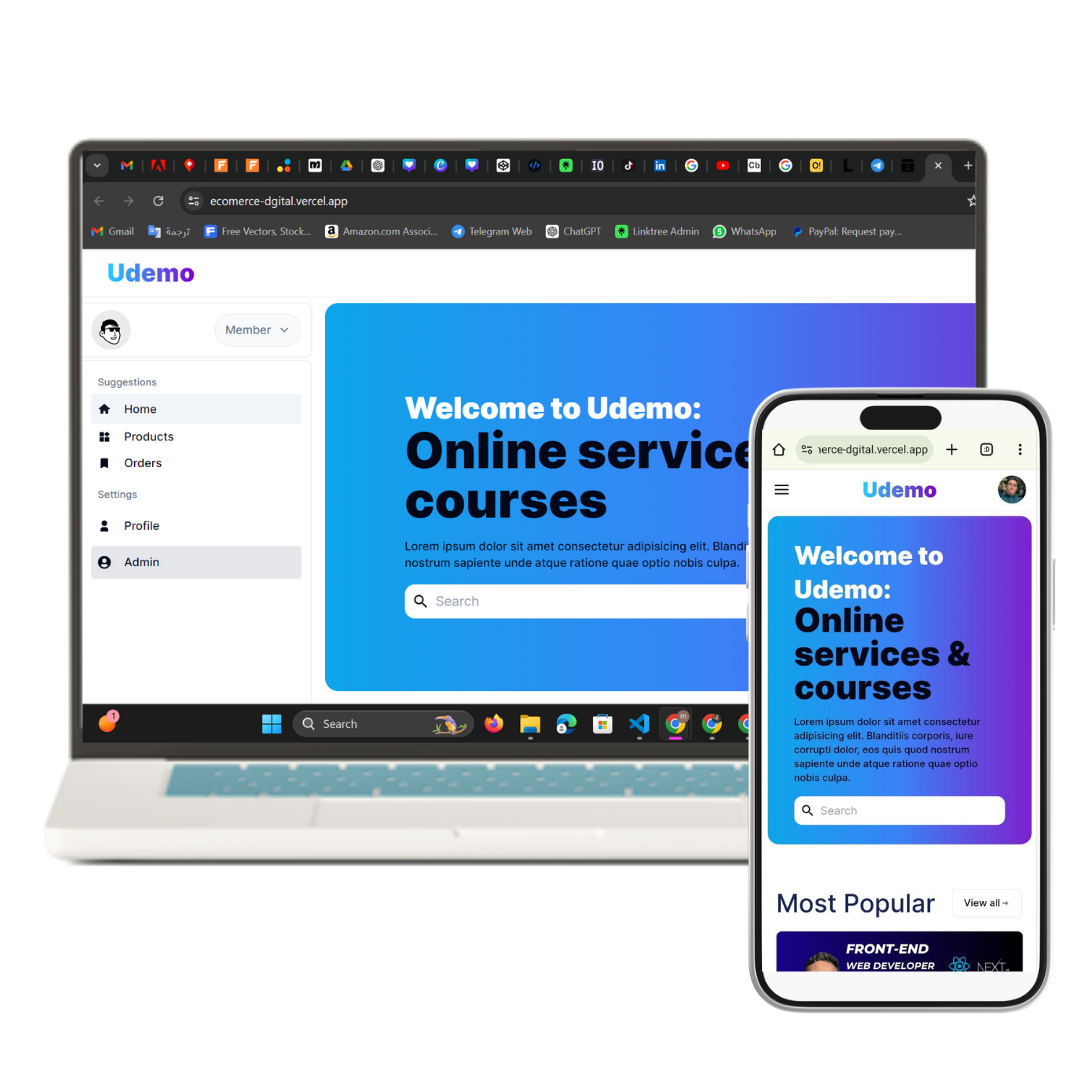 ecomerce-dgital.vercel.app
Gmail
ترجمة
Free Vectors, Stock...
Amazon.com Associ...
Telegram Web
ChatGPT
Linktree Admin
WhatsApp
PayPal: Request pay...
Udemo
Member
Suggestions
Home
Products
Orders
Settings
Profile
Admin
Welcome to Udemo:
Online service
courses
Lorem ipsum dolor sit amet consectetur adipisicing elit. Blandi
nostrum sapiente unde atque ratione quae optio nobis culpa.
Search
1
Search
m
IO
Cb
O!
L
:D
nerce-dgital.vercel.app
Udemo
Welcome to
Udemo:
Online
services &
courses
Lorem ipsum dolor sit amet consectetur
adipisicing elit. Blanditiis corporis, iure
corrupti dolor, eos quis quod nostrum
sapiente unde atque ratione quae optio
nobis culpa.
Search
Most Popular
View all→
FRONT-END
WEB DEVELOPER
NEXT